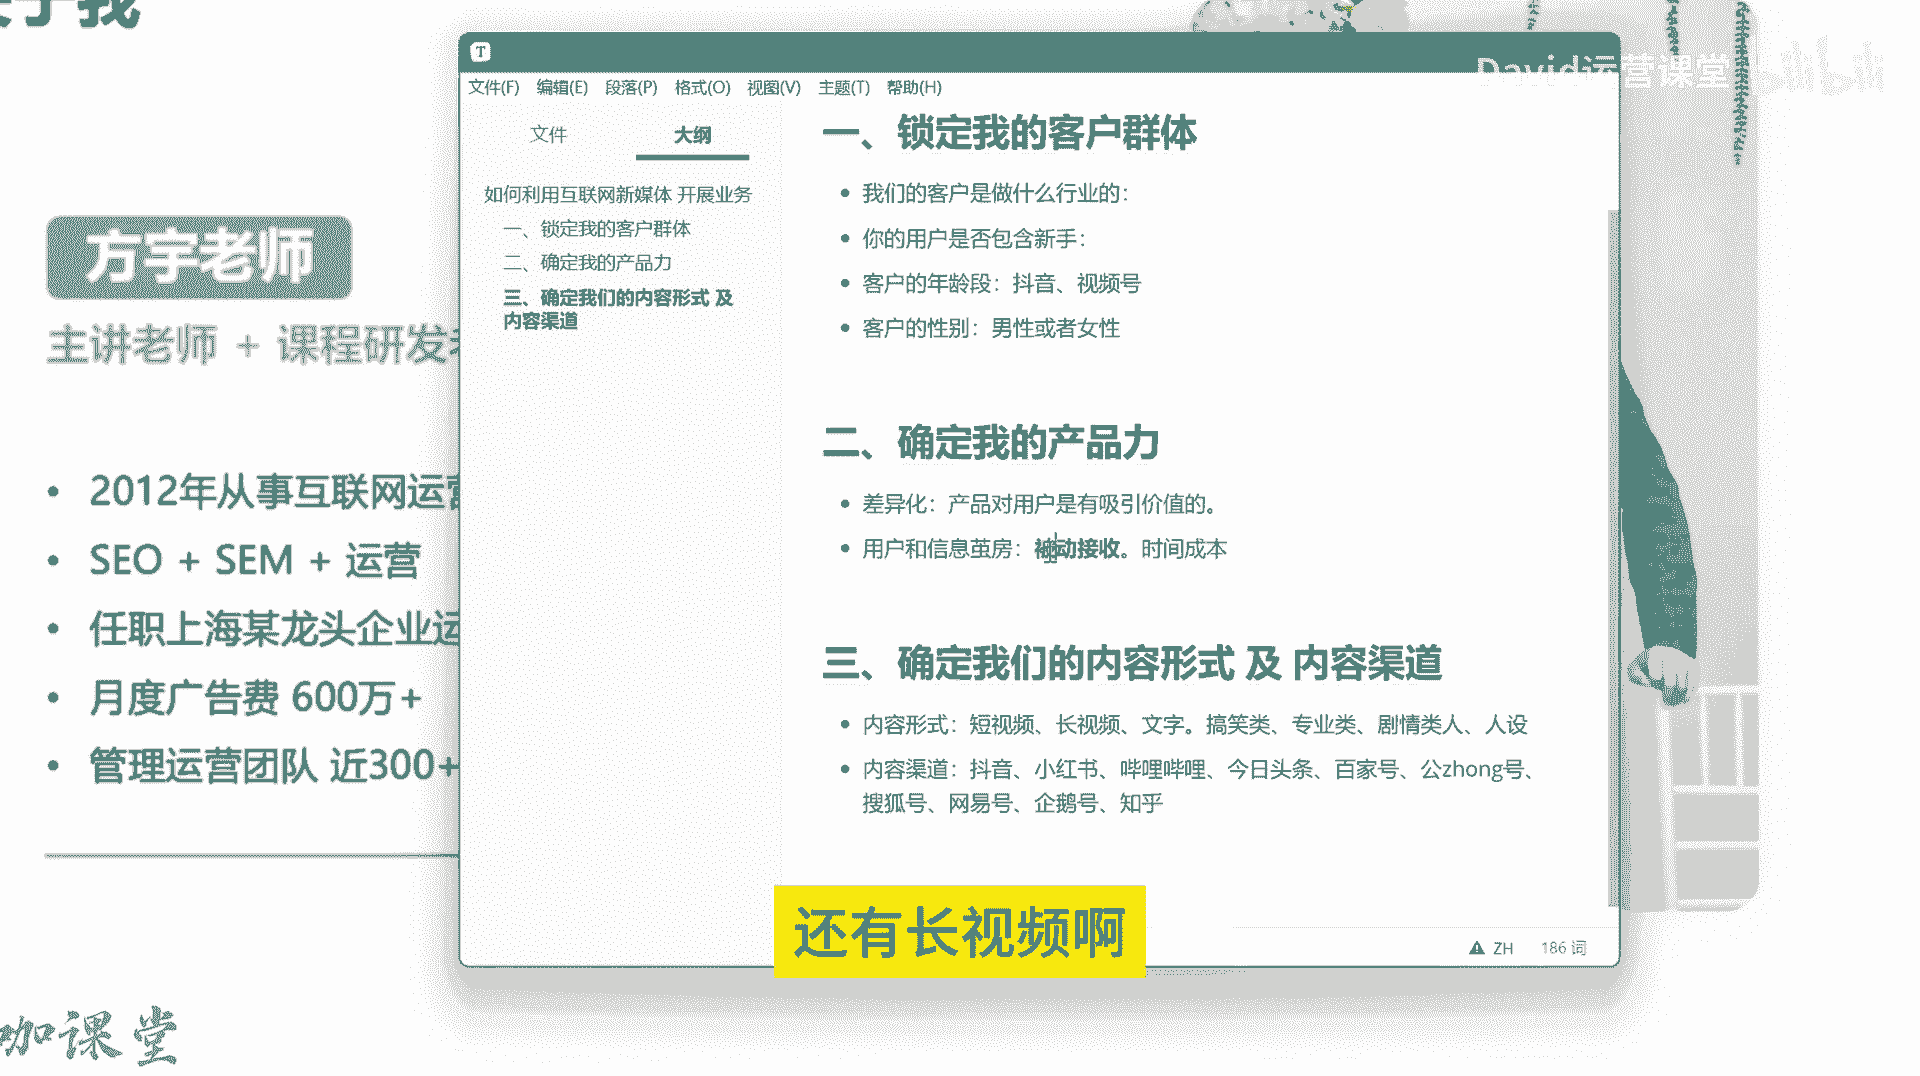 于我
David运营课堂
bilibili
文件(F) 编辑(E) 段落(P) 格式(O) 视图(V) 主题(T) 帮助(H)
文件 大纲
如何利用互联网新媒体 开展业务
一、锁定我的客户群体
二、确定我的产品力
三、确定我们的内容形式 及
内容渠道
一、锁定我的客户群体
我们的客户是做什么行业的:
你的用户是否包含新手:
客户的年龄段: 抖音、视频号
客户的性别: 男性或者女性
二、确定我的产品力
差异化: 产品对用户是有吸引价值的。
用户和信息茧房: 被动接收。时间成本
三、确定我们的内容形式 及 内容渠道
内容形式: 短视频、长视频、文字。搞笑类、专业类、剧情类人、人设
内容渠道: 抖音、小红书、哔哩哔哩、今日头条、百家号、公zhong号、
搜狐号、网易号、企鹅号、知乎
ZH 186 词
方宇老师
主讲老师 + 课程研发
• 2012年从事互联网运营
• SEO + SEM + 运营
• 任职上海某龙头企业运
• 月度广告费 600万+
• 管理运营团队 近300+
还有长视频啊
咖课堂